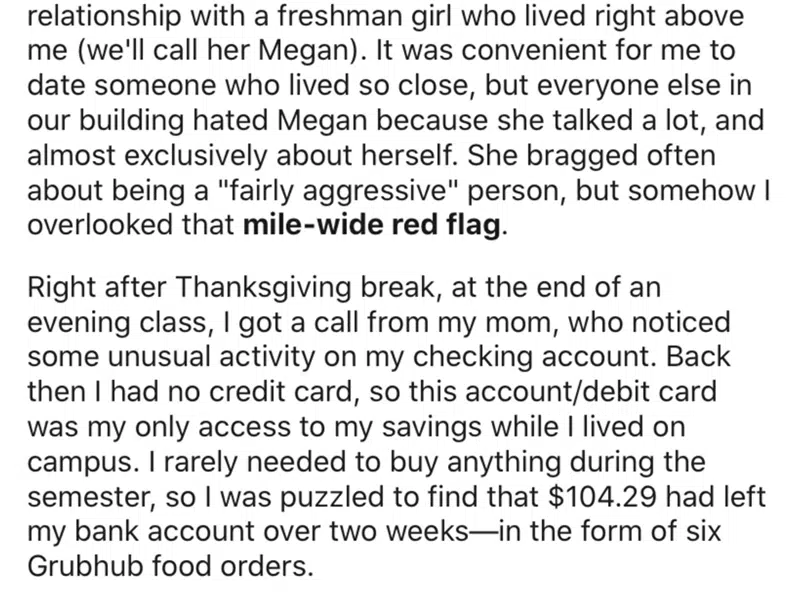 relationship with a freshman girl who lived right above
me (we'll call her Megan). It was convenient for me to
date someone who lived so close, but everyone else in
our building hated Megan because she talked a lot, and
almost exclusively about herself. She bragged often
about being a "fairly aggressive" person, but somehow I
overlooked that mile-wide red flag.
Right after Thanksgiving break, at the end of an
evening class, I got a call from my mom, who noticed
some unusual activity on my checking account. Back
then I had no credit card, so this account/debit card
was my only access to my savings while I lived on
campus. I rarely needed to buy anything during the
semester, so I was puzzled to find that $104.29 had left
my bank account over two weeks—in the form of six
Grubhub food orders.